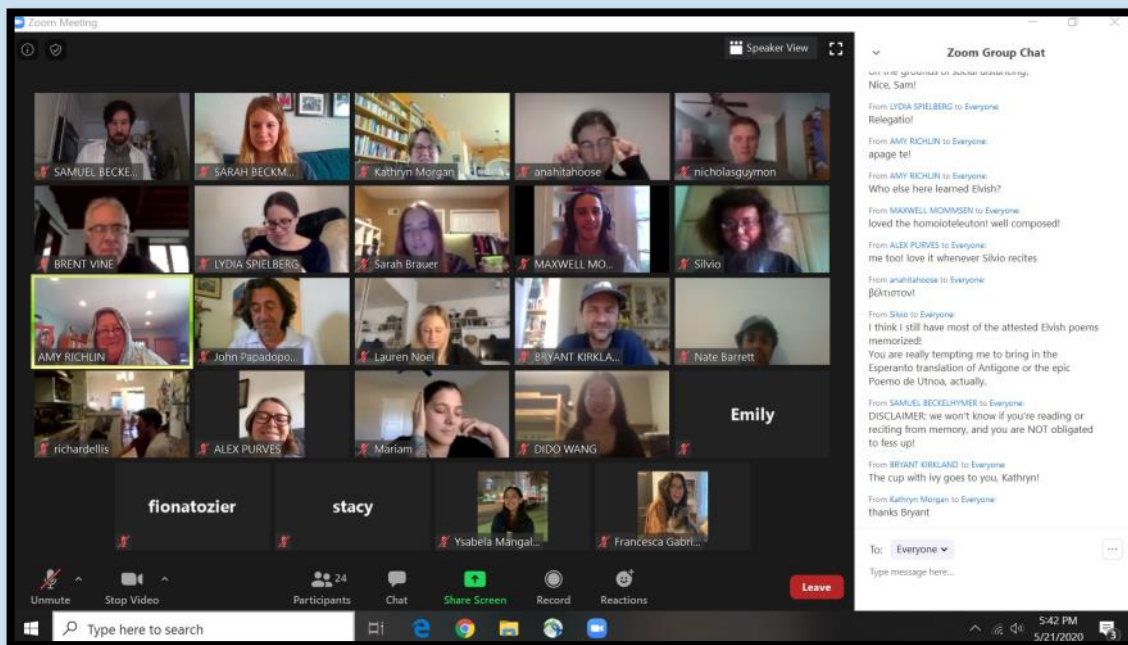 Zoom Meeting
Speaker View
SAMUEL BECKE...
SARAH BECKM...
Kathryn Morgan
anahitahoose
nicholasguymon
BRENT VINE
LYDIA SPIELBERG
Sarah Brauer
MAXWELL MO...
Silvio
AMY RICHLIN
John Papadopo...
Lauren Noel
BRYANT KIRKLA...
Nate Barrett
richardellis
ALEX PURVES
Mariam
DIDO WANG
Emily
fionatozier
stacy
Ysabela Mangal...
Francesca Gabri...
Unmute
Stop Video
Participants
24
Chat
Share Screen
Record
Reactions
Leave
Zoom Group Chat
on the grounds of social distancing,
Nice, Sam!
From LYDIA SPIELBERG to Everyone:
Relegatio!
From AMY RICHLIN to Everyone:
apage te!
From AMY RICHLIN to Everyone:
Who else here learned Elvish?
From MAXWELL MOMMSEN to Everyone:
loved the homoioteleuton! well composed!
From ALEX PURVES to Everyone:
me too! love it whenever Silvio recites
From anahitahoose to Everyone:
βέλτιστον!
From Silvio to Everyone:
I think I still have most of the attested Elvish poems
memorized!
You are really tempting me to bring in the
Esperanto translation of Antigone or the epic
Poemo de Utnoa, actually.
From SAMUEL BECKELHYMER to Everyone:
DISCLAIMER: we won't know if you're reading or
reciting from memory, and you are NOT obligated
to fess up!
From BRYANT KIRKLAND to Everyone:
The cup with ivy goes to you, Kathryn!
From Kathryn Morgan to Everyone:
thanks Bryant
To: Everyone
Type message here...
Type here to search
5:42 PM
5/21/2020
3